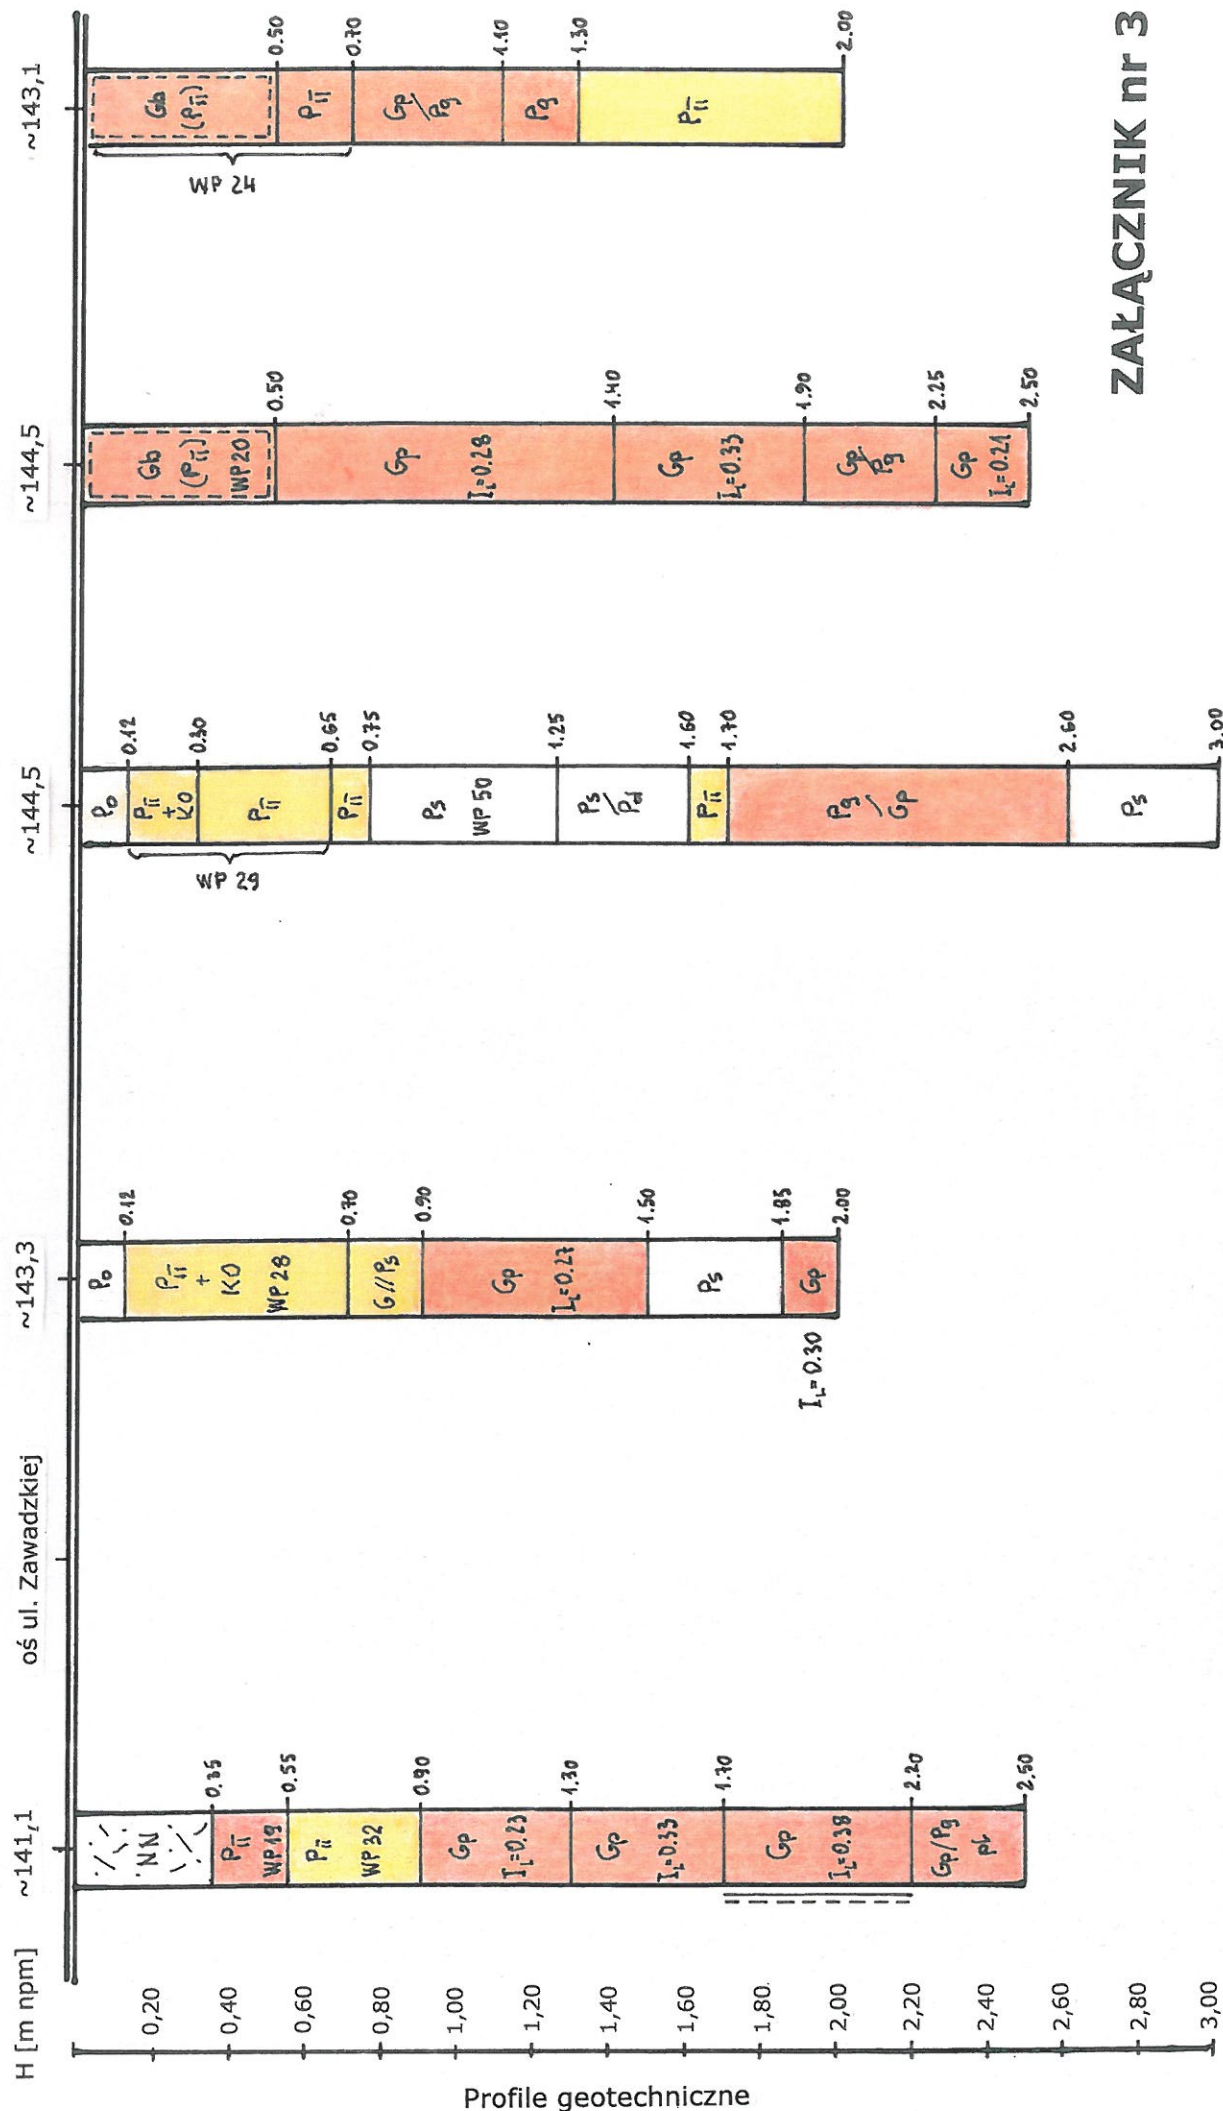 ZAŁĄCZNIK nr 3
Profile geotechniczne
H [m npm]
0,20
0,40
0,60
0,80
1,00
1,20
1,40
1,60
1,80
2,00
2,20
2,40
2,60
2,80
3,00
~141,1
NN
0.35
Pπ
WP 19
0.55
Pπ
WP 32
0.90
Gp
IL=0.23
1.30
Gp
IL=0.33
1.70
Gp
IL=0.38
2.20
Gp/Pg
pł
2.50
oś ul. Zawadzkiej
~143,3
Po
0.12
Pπ
+
KO
WP 28
0.70
G//Ps
0.90
Gp
IL=0.27
1.50
Ps
1.85
Gp
IL=0.30
2.00
~144,5
Po
0.12
Pπ
+
KO
0.30
Pπ
0.65
WP 29
Pπ
0.75
Ps
WP 50
1.25
Ps
/
Pd
1.60
Pπ
1.70
Pg
/
Gp
2.60
Ps
3.00
~144,5
Gb
(Pπ)
WP20
0.50
Gp
IL=0.28
1.40
Gp
IL=0.33
1.90
Gp
/
Pg
2.25
Gp
IL=0.21
2.50
~143,1
Gb
(Pπ)
0.50
Pπ
0.70
WP 24
Gp
/
Pg
1.10
Pg
1.30
Pπ
2.00